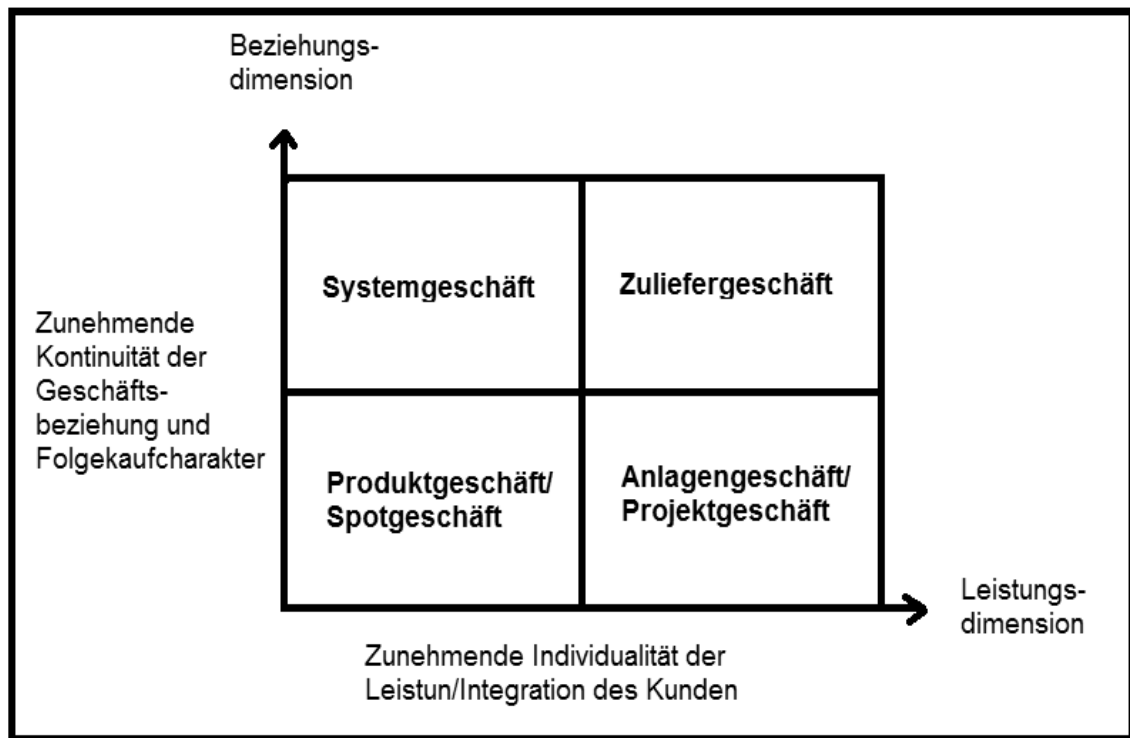 Beziehungs-
dimension
Systemgeschäft
Zuliefergeschäft
Zunehmende
Kontinuität der
Geschäfts-
beziehung und
Folgekaufcharakter
Produktgeschäft/
Spotgeschäft
Anlagengeschäft/
Projektgeschäft
Leistungs-
dimension
Zunehmende Individualität der
Leistun/Integration des Kunden